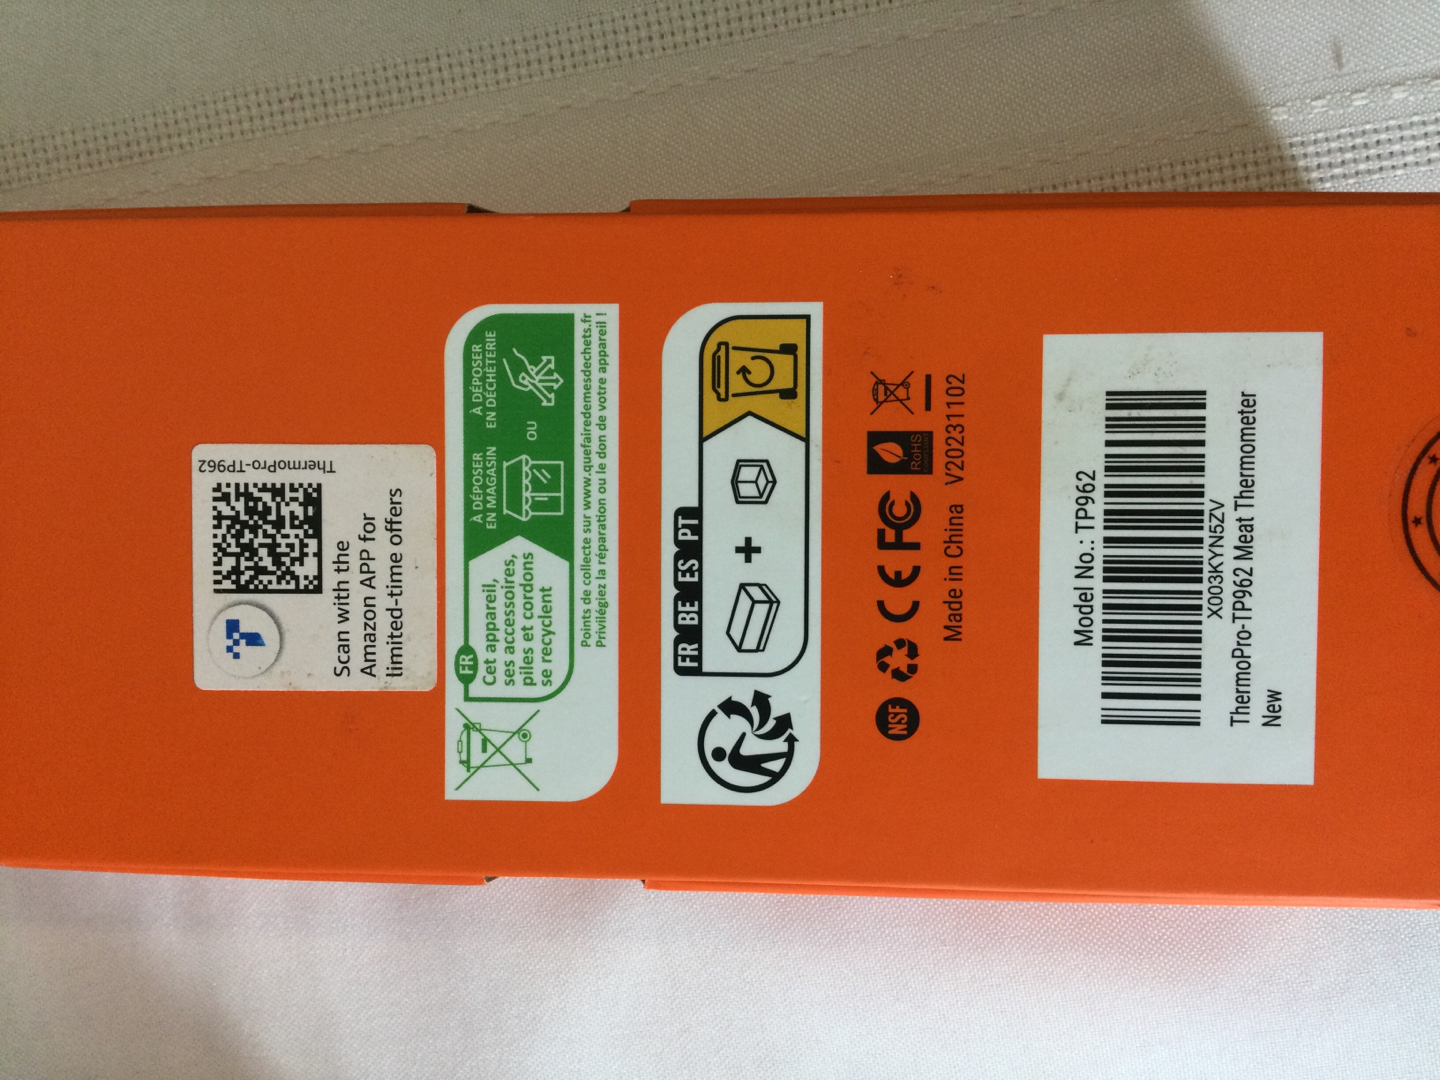 ThermoPro-TP962
Scan with the
Amazon APP for
limited-time offers
FR
Cet appareil,
ses accessoires,
piles et cordons
se recyclent
À DÉPOSER
EN MAGASIN
OU
À DÉPOSER
EN DÉCHÈTERIE
Points de collecte sur www.quefairedemesdechets.fr
Privilégiez la réparation ou le don de votre appareil !
FR BE ES PT
+
NSF CE FC RoHS
Made in China V20231102
Model No.: TP962
X003KYN5ZV
ThermoPro-TP962 Meat Thermometer
New